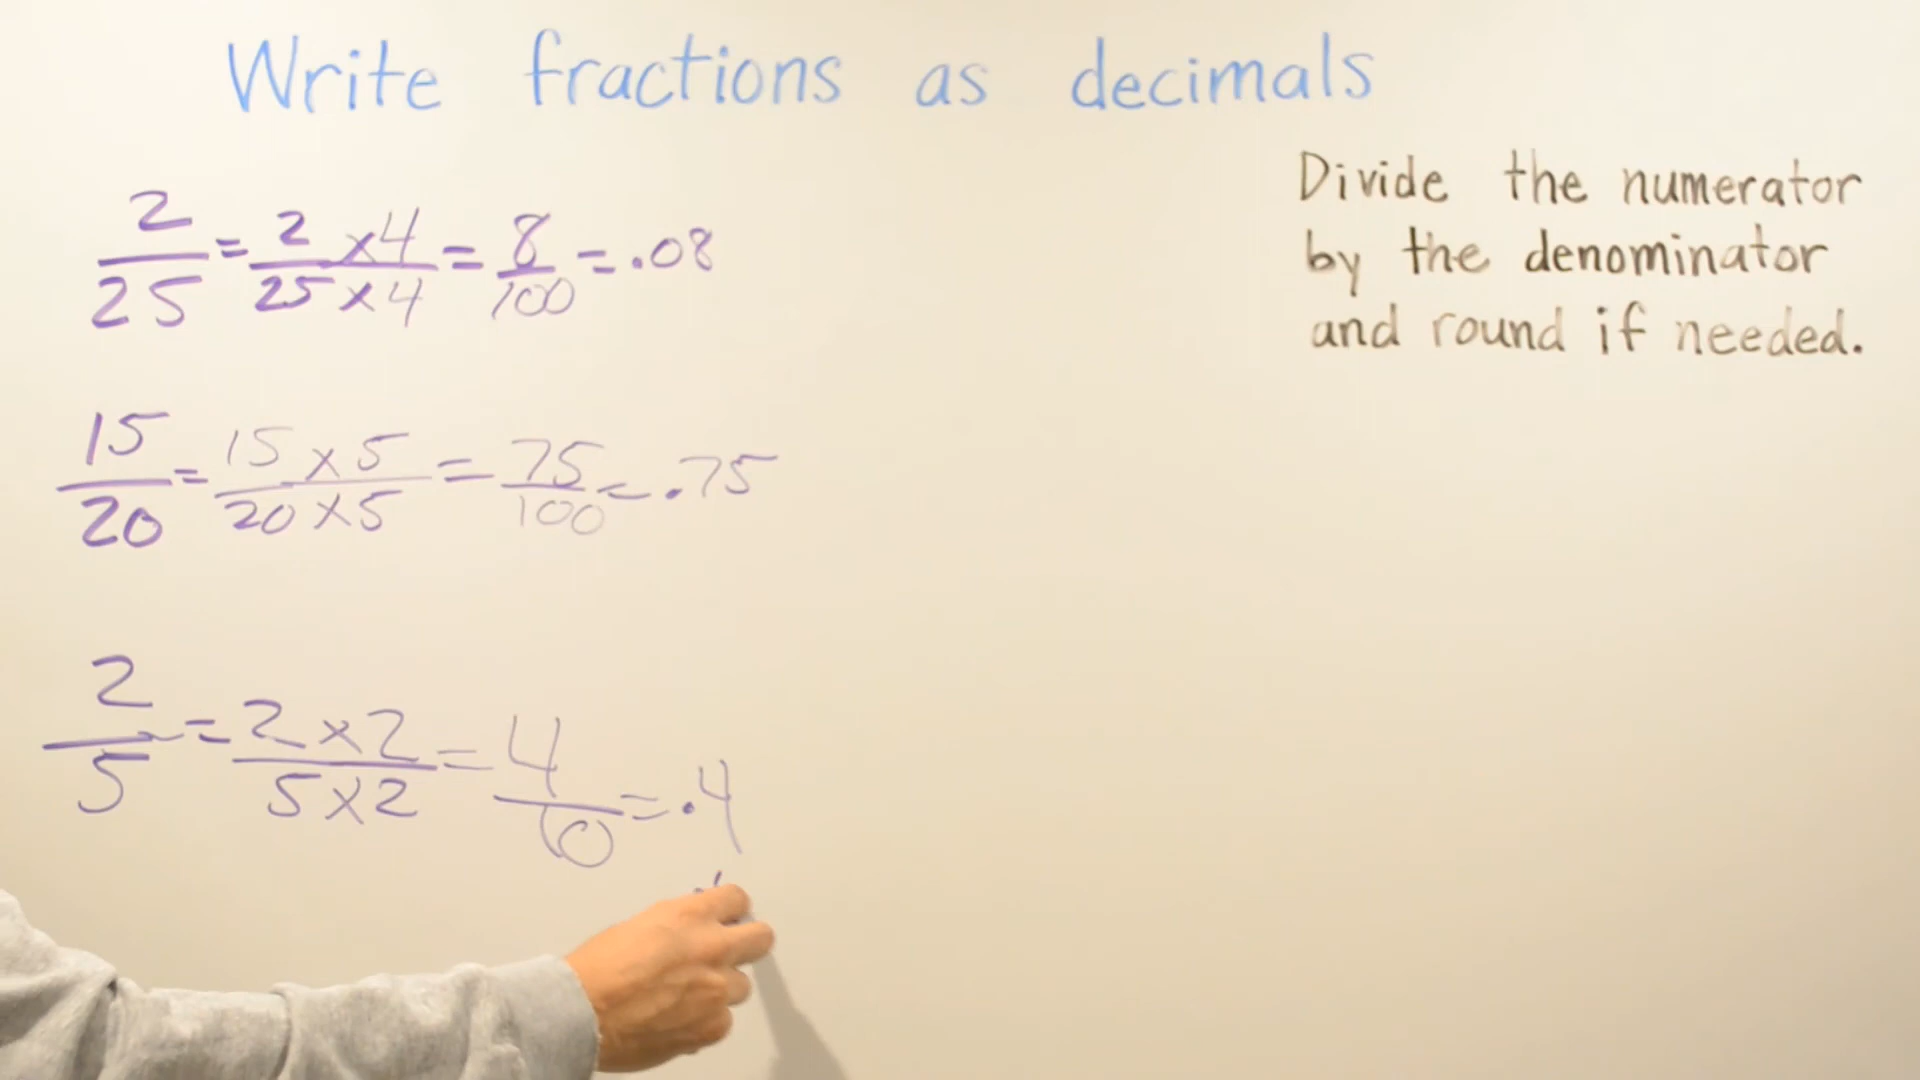 Write fractions as decimals
Divide the numerator
by the denominator
and round if needed.
2/25 = 2 x 4 / 25 x 4 = 8/100 = .08
15/20 = 15 x 5 / 20 x 5 = 75/100 = .75
2/5 = 2 x 2 / 5 x 2 = 4/10 = .4